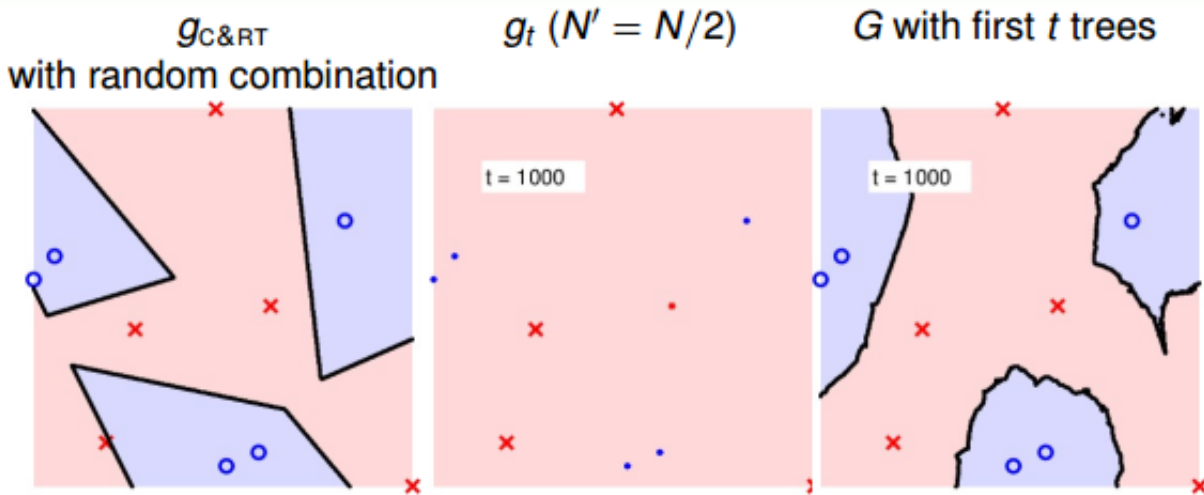 g_C&RT
with random combination
g_t (N' = N/2)
G with first t trees
t = 1000
t = 1000